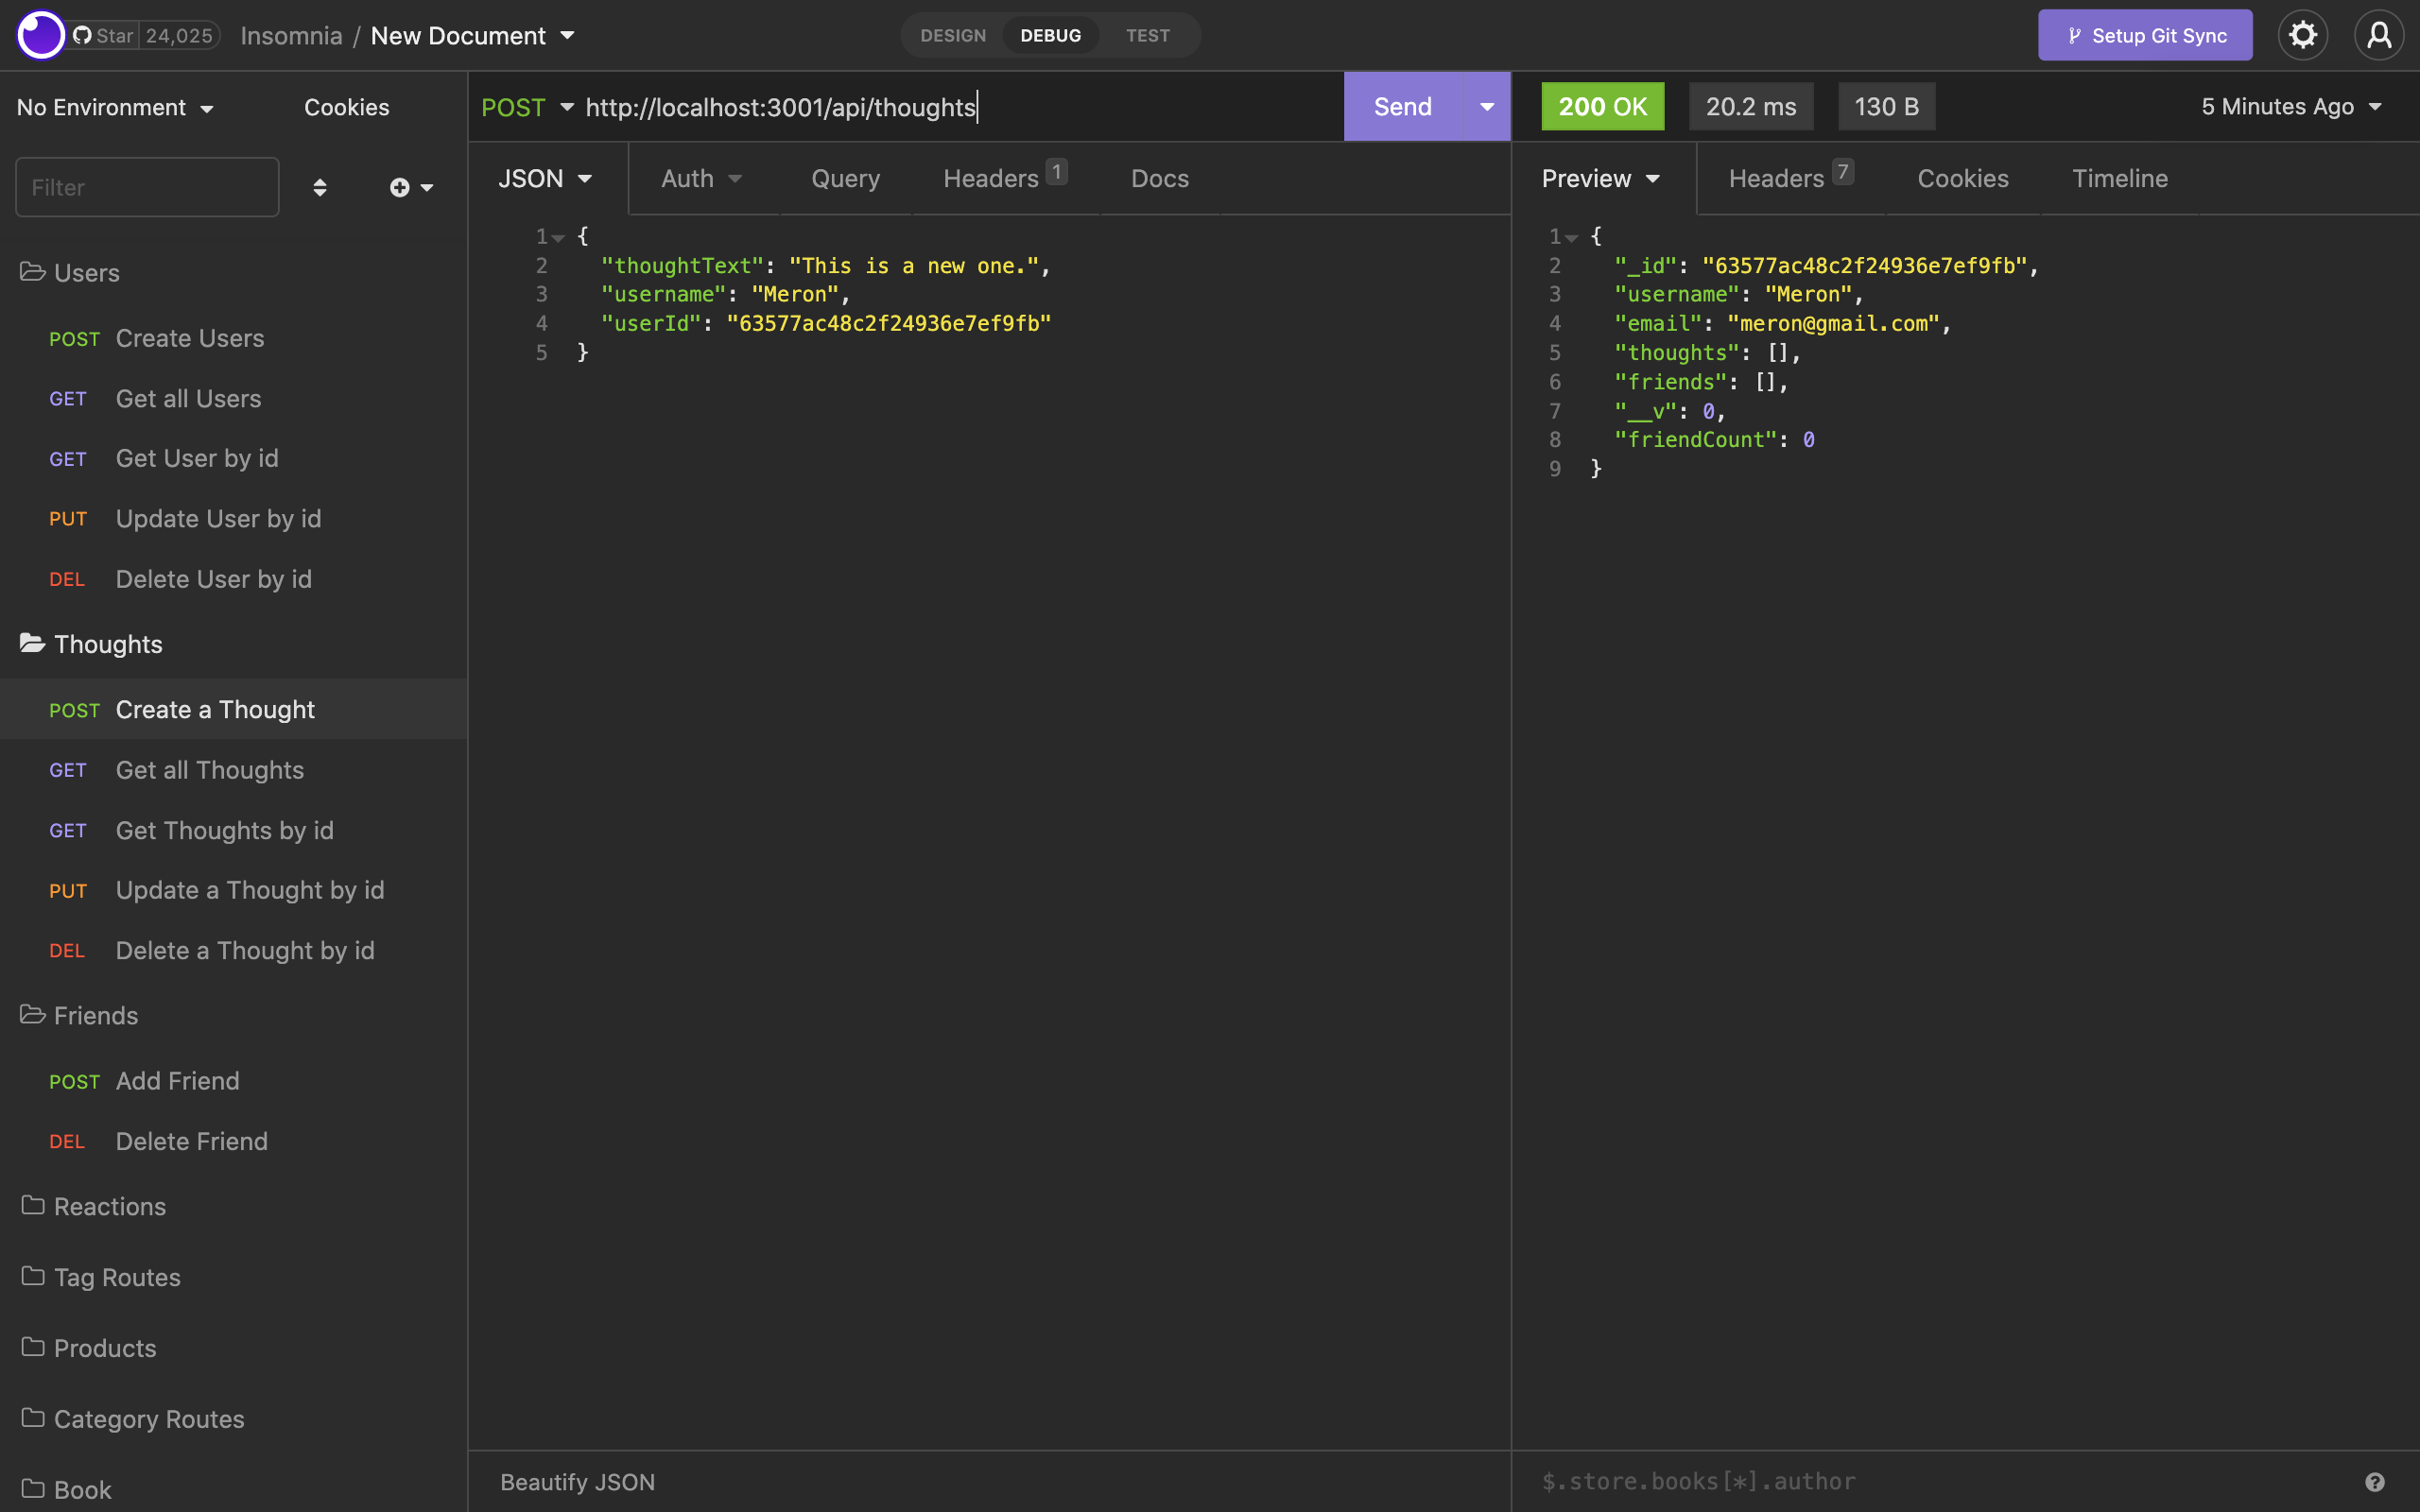 Star 24,025 Insomnia / New Document DESIGN DEBUG TEST Setup Git Sync
No Environment Cookies
Filter
Users
POST Create Users
GET Get all Users
GET Get User by id
PUT Update User by id
DEL Delete User by id
Thoughts
POST Create a Thought
GET Get all Thoughts
GET Get Thoughts by id
PUT Update a Thought by id
DEL Delete a Thought by id
Friends
POST Add Friend
DEL Delete Friend
Reactions
Tag Routes
Products
Category Routes
Book
POST http://localhost:3001/api/thoughts Send
JSON Auth Query Headers 1 Docs
1 {
2 "thoughtText": "This is a new one.",
3 "username": "Meron",
4 "userId": "63577ac48c2f24936e7ef9fb"
5 }
Beautify JSON
200 OK 20.2 ms 130 B 5 Minutes Ago
Preview Headers 7 Cookies Timeline
1 {
2 "_id": "63577ac48c2f24936e7ef9fb",
3 "username": "Meron",
4 "email": "meron@gmail.com",
5 "thoughts": [],
6 "friends": [],
7 "__v": 0,
8 "friendCount": 0
9 }
$.store.books[*].author